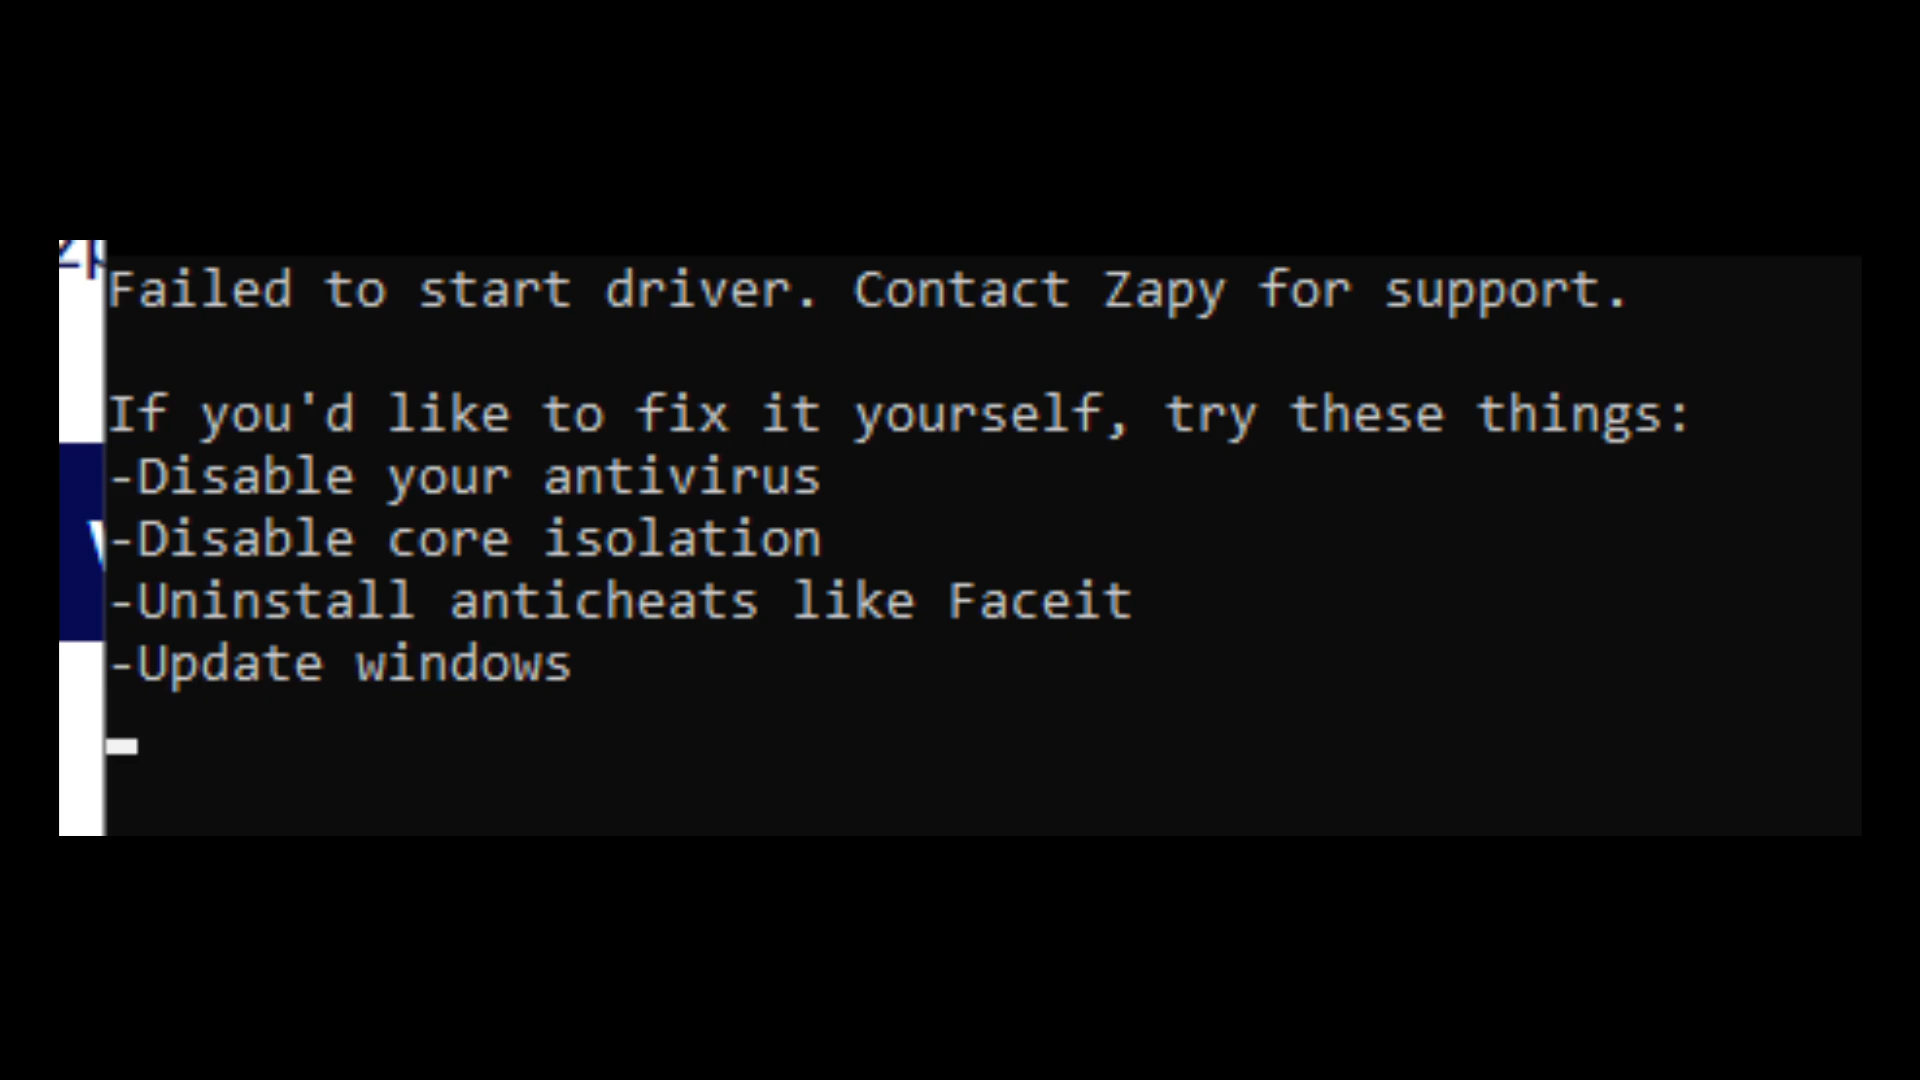 Failed to start driver. Contact Zapy for support.
If you'd like to fix it yourself, try these things:
-Disable your antivirus
-Disable core isolation
-Uninstall anticheats like Faceit
-Update windows